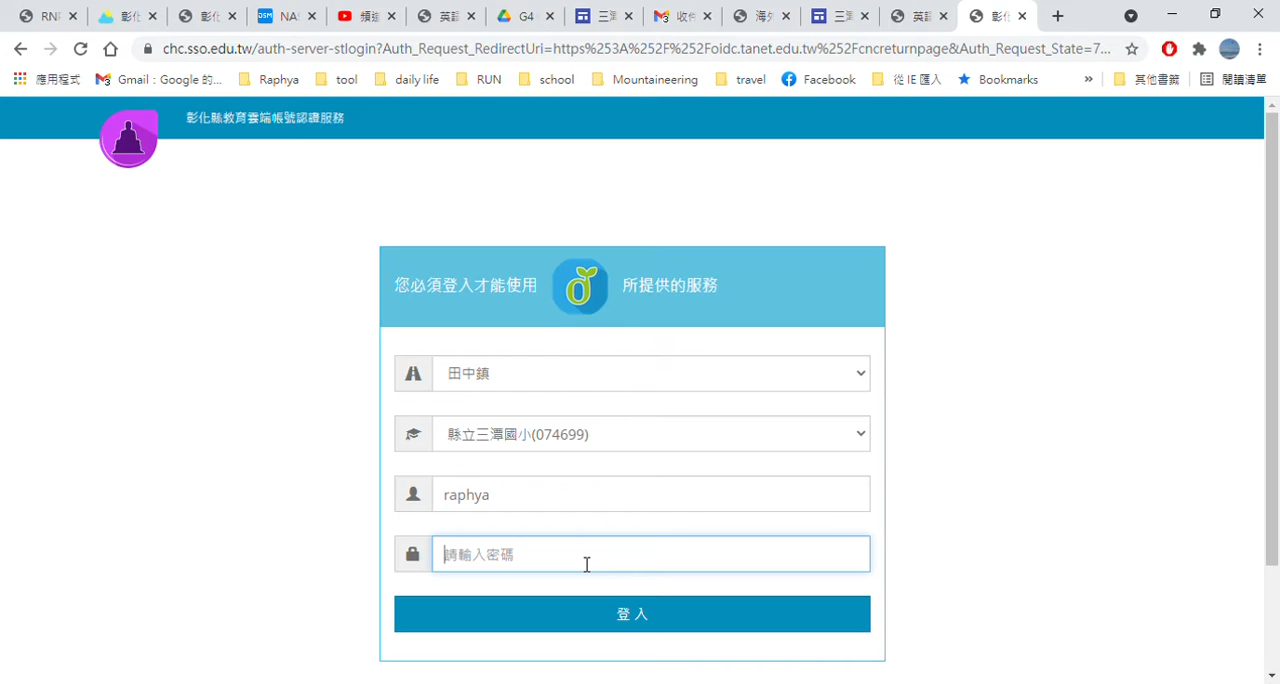 RNF
彰化
彰化
DSM
NAS
頻道
英語
G4
三潭
收件
海外
三潭
英語
彰化
chc.sso.edu.tw/auth-server-stlogin?Auth_Request_RedirectUri=https%253A%252F%252Foidc.tanet.edu.tw%252Fcncreturnpage&Auth_Request_State=7...
應用程式
Gmail：Google 的...
Raphya
tool
daily life
RUN
school
Mountaineering
travel
Facebook
從 IE 匯入
Bookmarks
»
其他書籤
閱讀清單
彰化縣教育雲端帳號認證服務
您必須登入才能使用 所提供的服務
田中鎮
縣立三潭國小(074699)
raphya
請輸入密碼
登 入